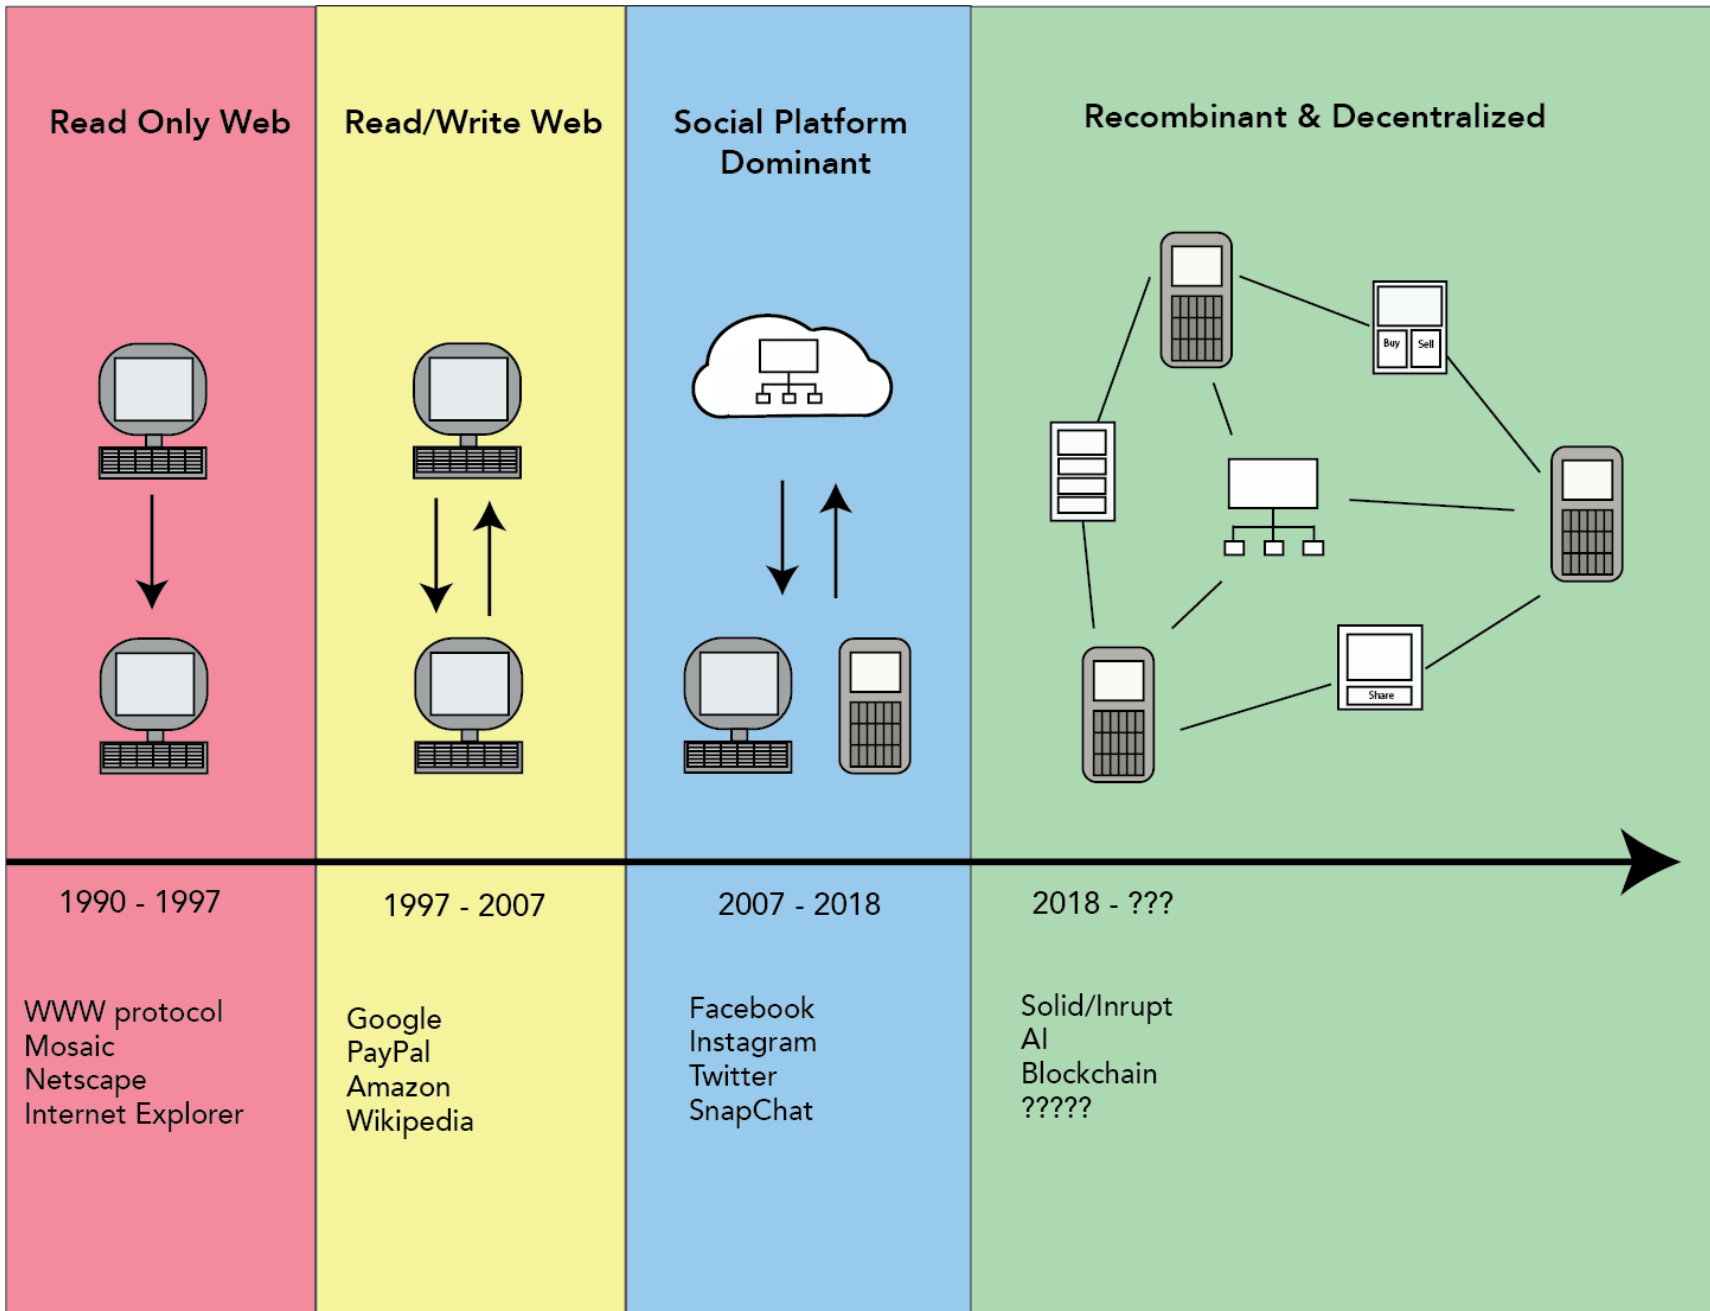 Read Only Web
Read/Write Web
Social Platform
Dominant
Recombinant & Decentralized
Buy
Sell
Share
1990 - 1997
1997 - 2007
2007 - 2018
2018 - ???
WWW protocol
Mosaic
Netscape
Internet Explorer
Google
PayPal
Amazon
Wikipedia
Facebook
Instagram
Twitter
SnapChat
Solid/Inrupt
AI
Blockchain
?????